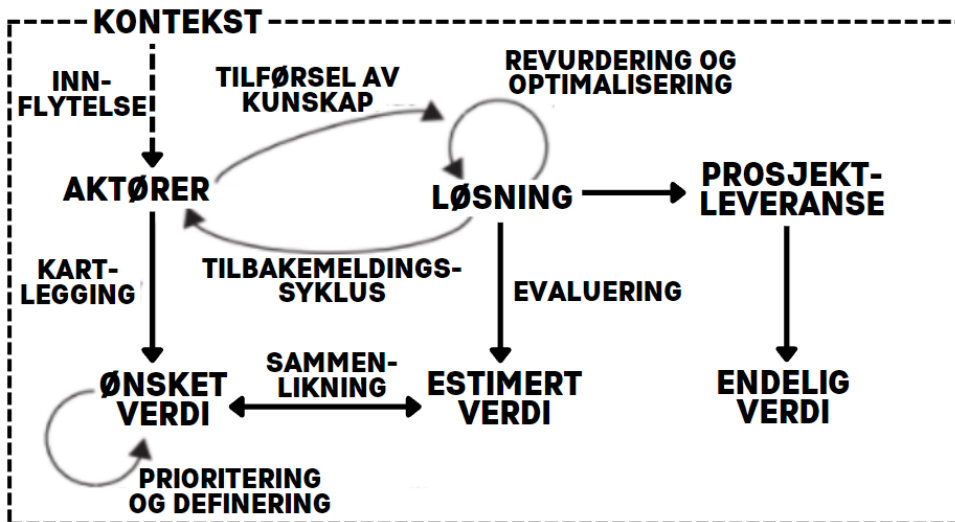 KONTEKST
INN-
FLYTELSE
TILFØRSEL AV
KUNSKAP
REVURDERING OG
OPTIMALISERING
AKTØRER
LØSNING
PROSJEKT-
LEVERANSE
KART-
LEGGING
TILBAKEMELDINGS-
SYKLUS
EVALUERING
ØNSKET
VERDI
SAMMEN-
LIKNING
ESTIMERT
VERDI
ENDELIG
VERDI
PRIORITERING
OG DEFINERING